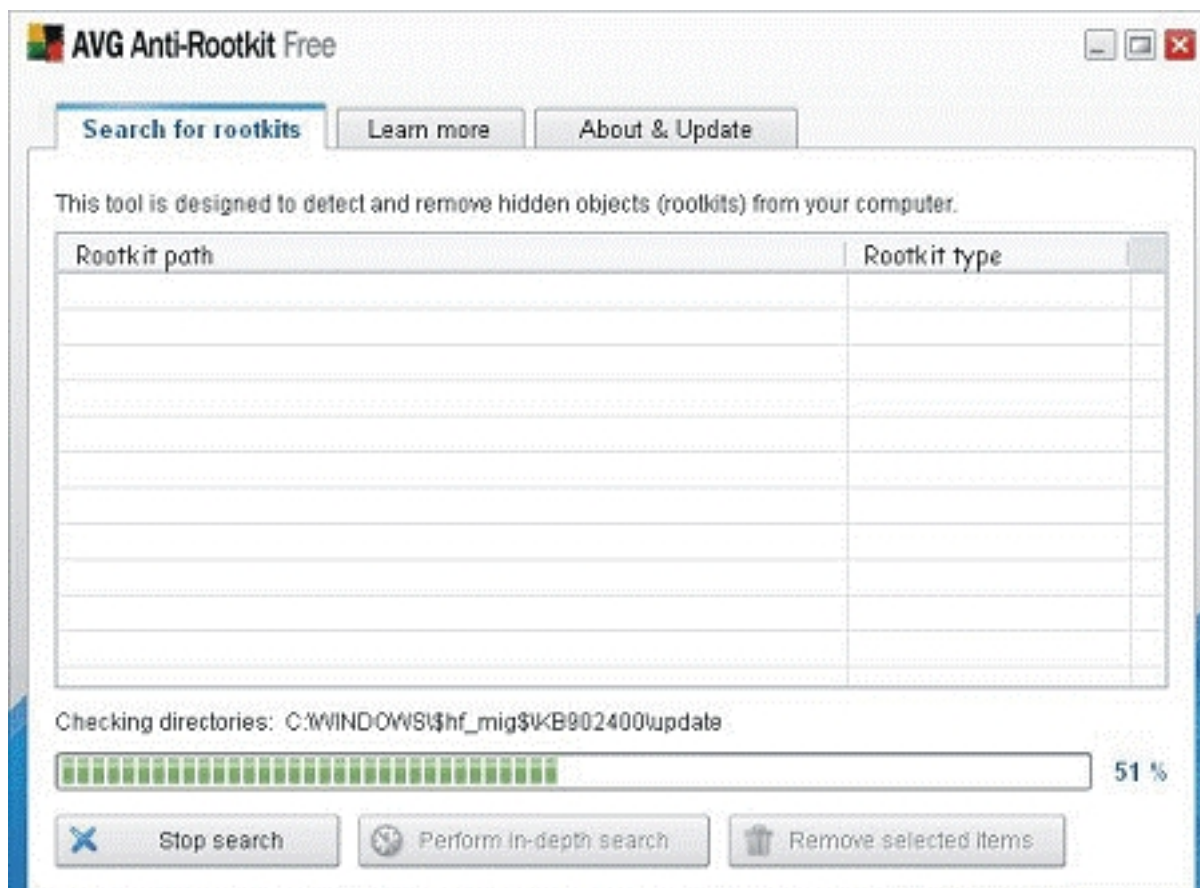 AVG Anti-Rootkit Free
Search for rootkits Learn more About & Update
This tool is designed to detect and remove hidden objects (rootkits) from your computer.
Rootkit path Rootkit type
Checking directories: C:\WINDOWS\$hf_mig$\KB902400\update
51 %
Stop search Perform in-depth search Remove selected items